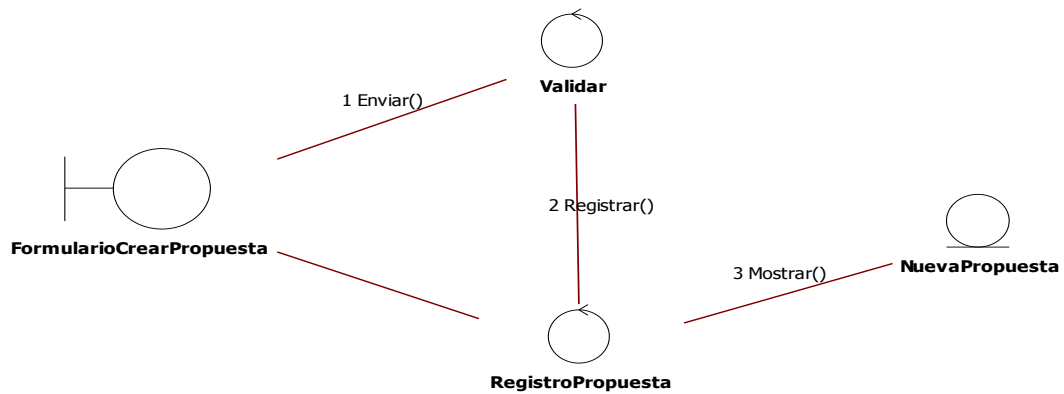 Validar
1 Enviar()
2 Registrar()
FormularioCrearPropuesta
NuevaPropuesta
3 Mostrar()
RegistroPropuesta